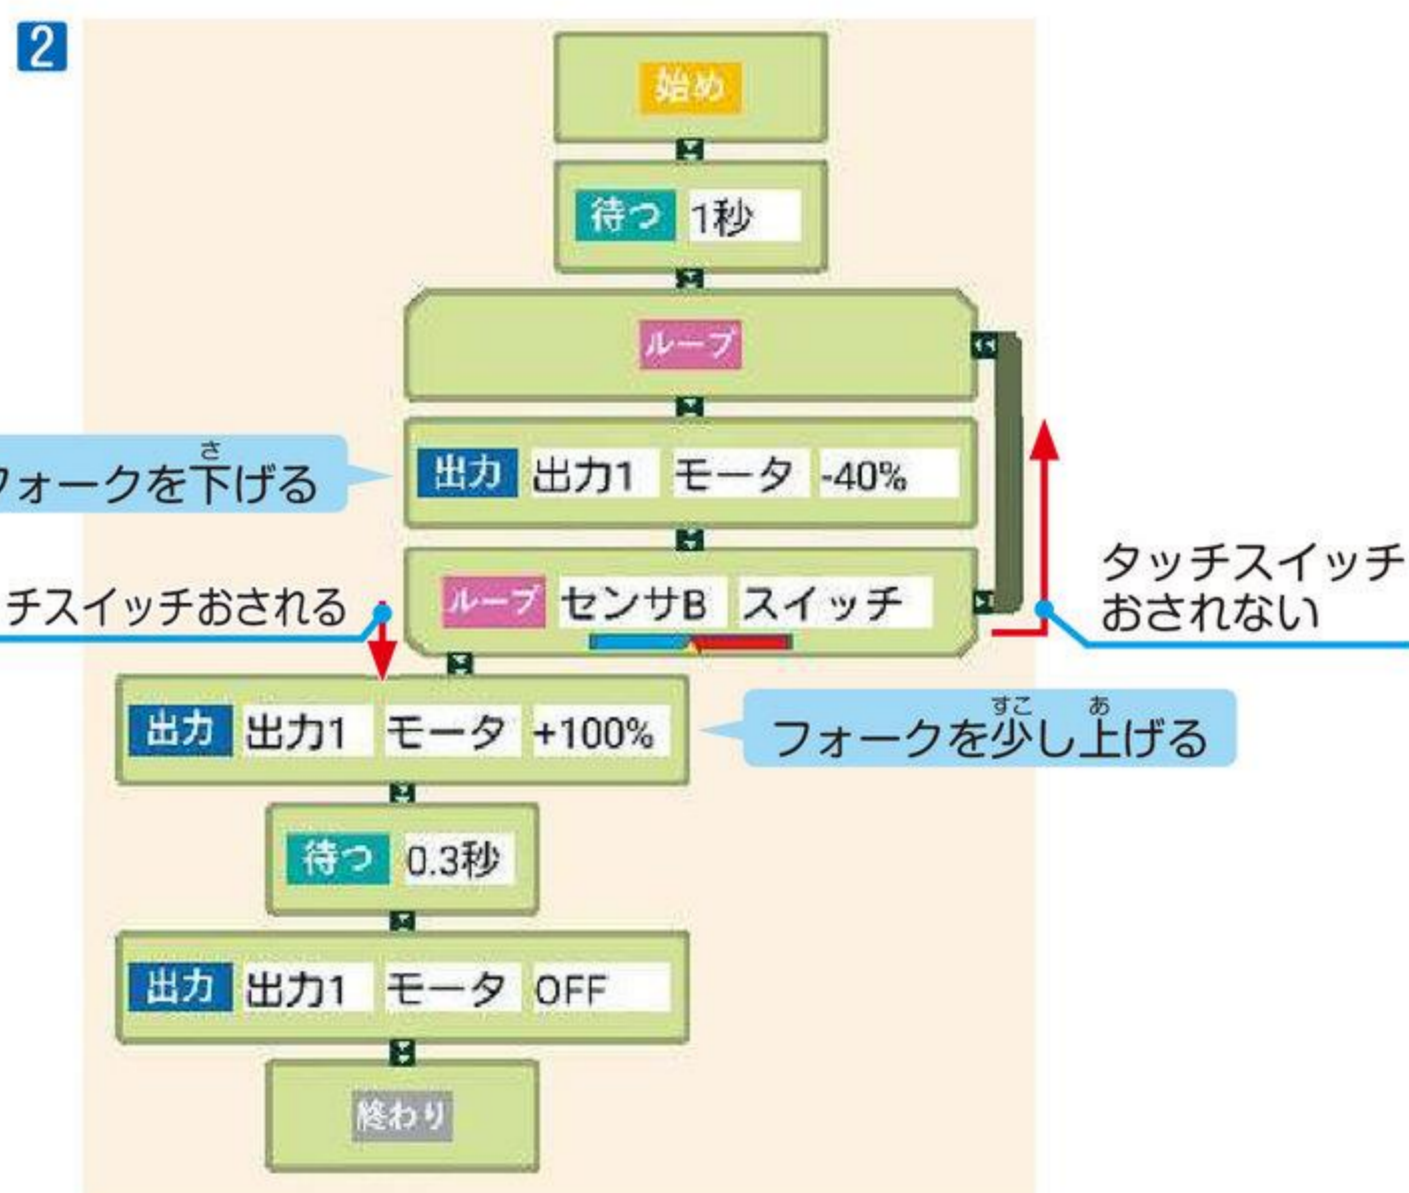 2
始め
待つ 1秒
ループ
さ
フォークを下げる
出力 出力1 モータ -40%
チスイッチおされる
ループ センサB スイッチ
タッチスイッチ
おされない
出力 出力1 モータ +100%
すこ あ
フォークを少し上げる
待つ 0.3秒
出力 出力1 モータ OFF
終わり